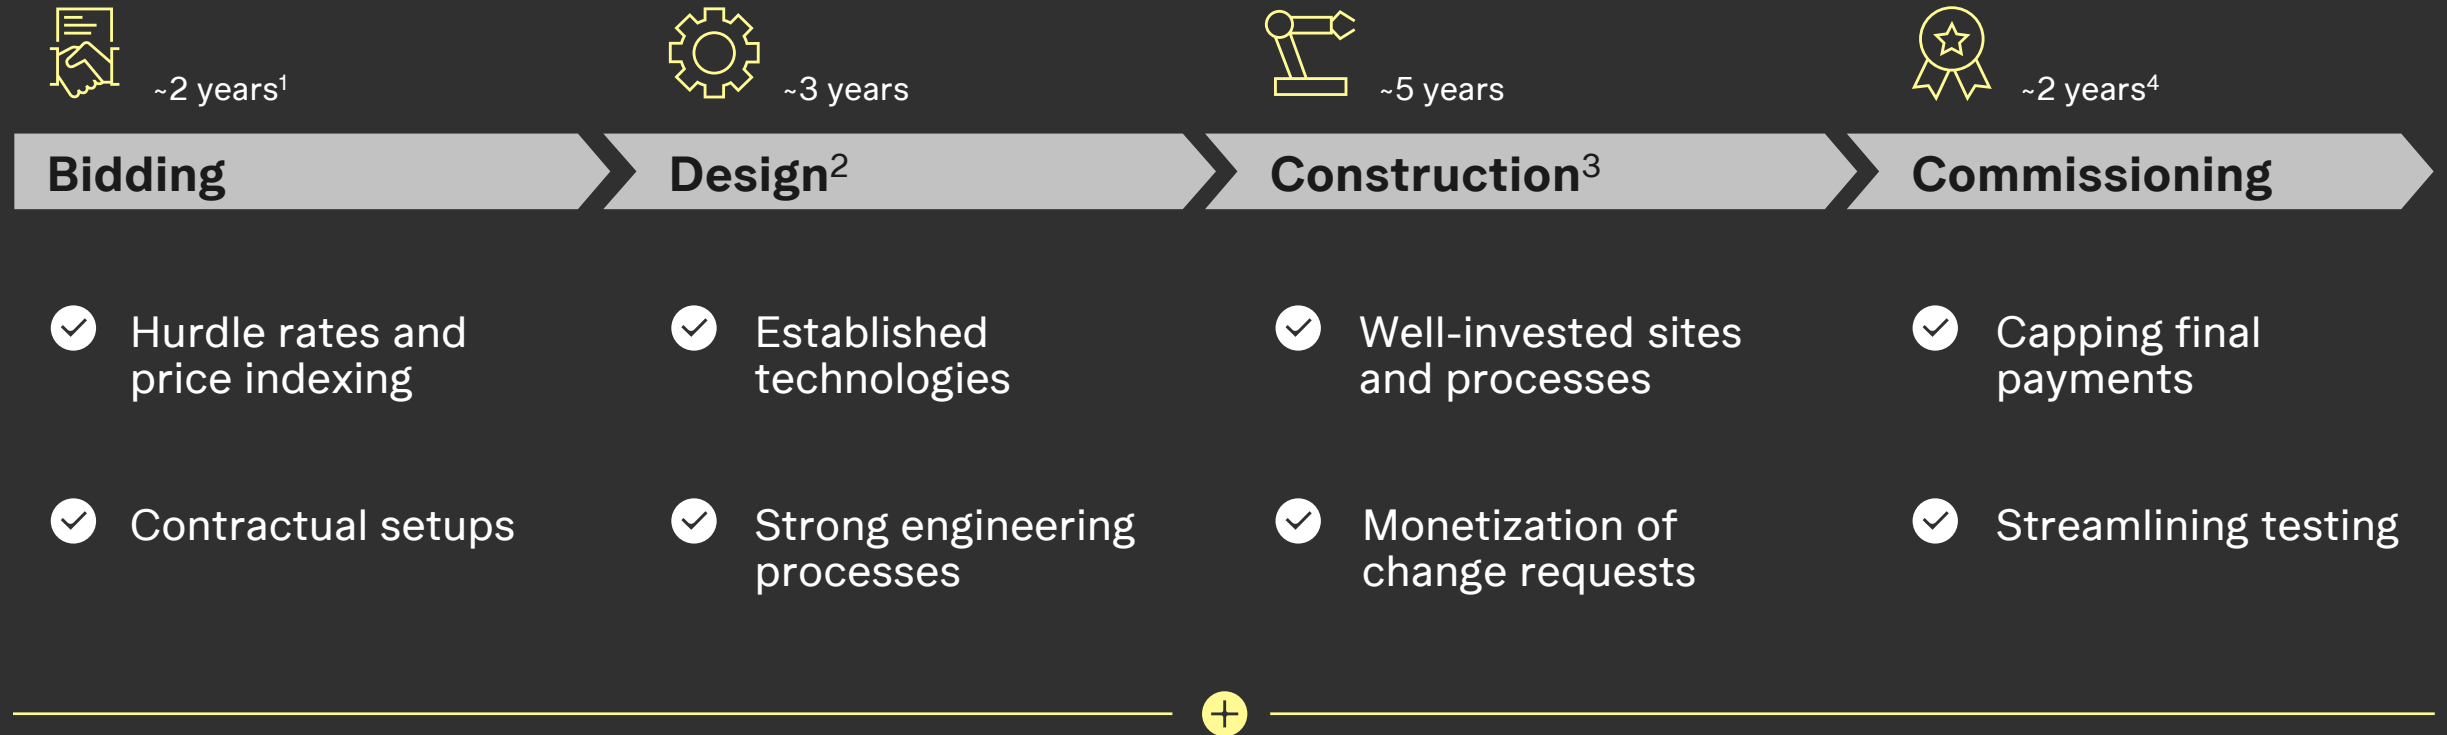 ~2 years¹
~3 years
~5 years
~2 years⁴
Bidding
Design²
Construction³
Commissioning
Hurdle rates and
price indexing
Contractual setups
Established
technologies
Strong engineering
processes
Well-invested sites
and processes
Monetization of
change requests
Capping final
payments
Streamlining testing